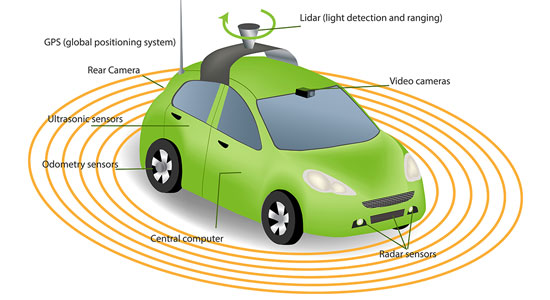 Lidar (light detection and ranging)
GPS (global positioning system)
Rear Camera
Video cameras
Ultrasonic sensors
Odometry sensors
Central computer
Radar sensors